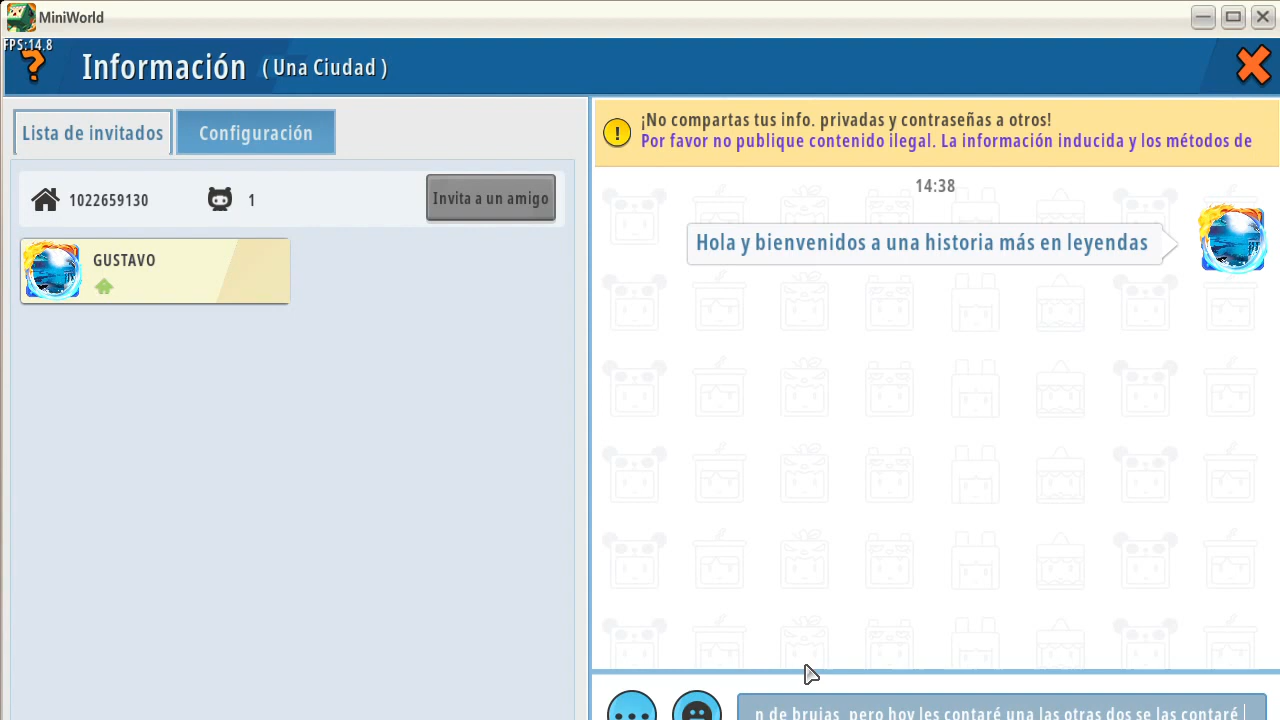 MiniWorld
FPS:14.8
Información ( Una Ciudad )
Lista de invitados
Configuración
1022659130
1
Invita a un amigo
GUSTAVO
¡No compartas tus info. privadas y contraseñas a otros!
Por favor no publique contenido ilegal. La información inducida y los métodos de
14:38
Hola y bienvenidos a una historia más en leyendas
n de brujas, pero hoy les contaré una las otras dos se las contaré